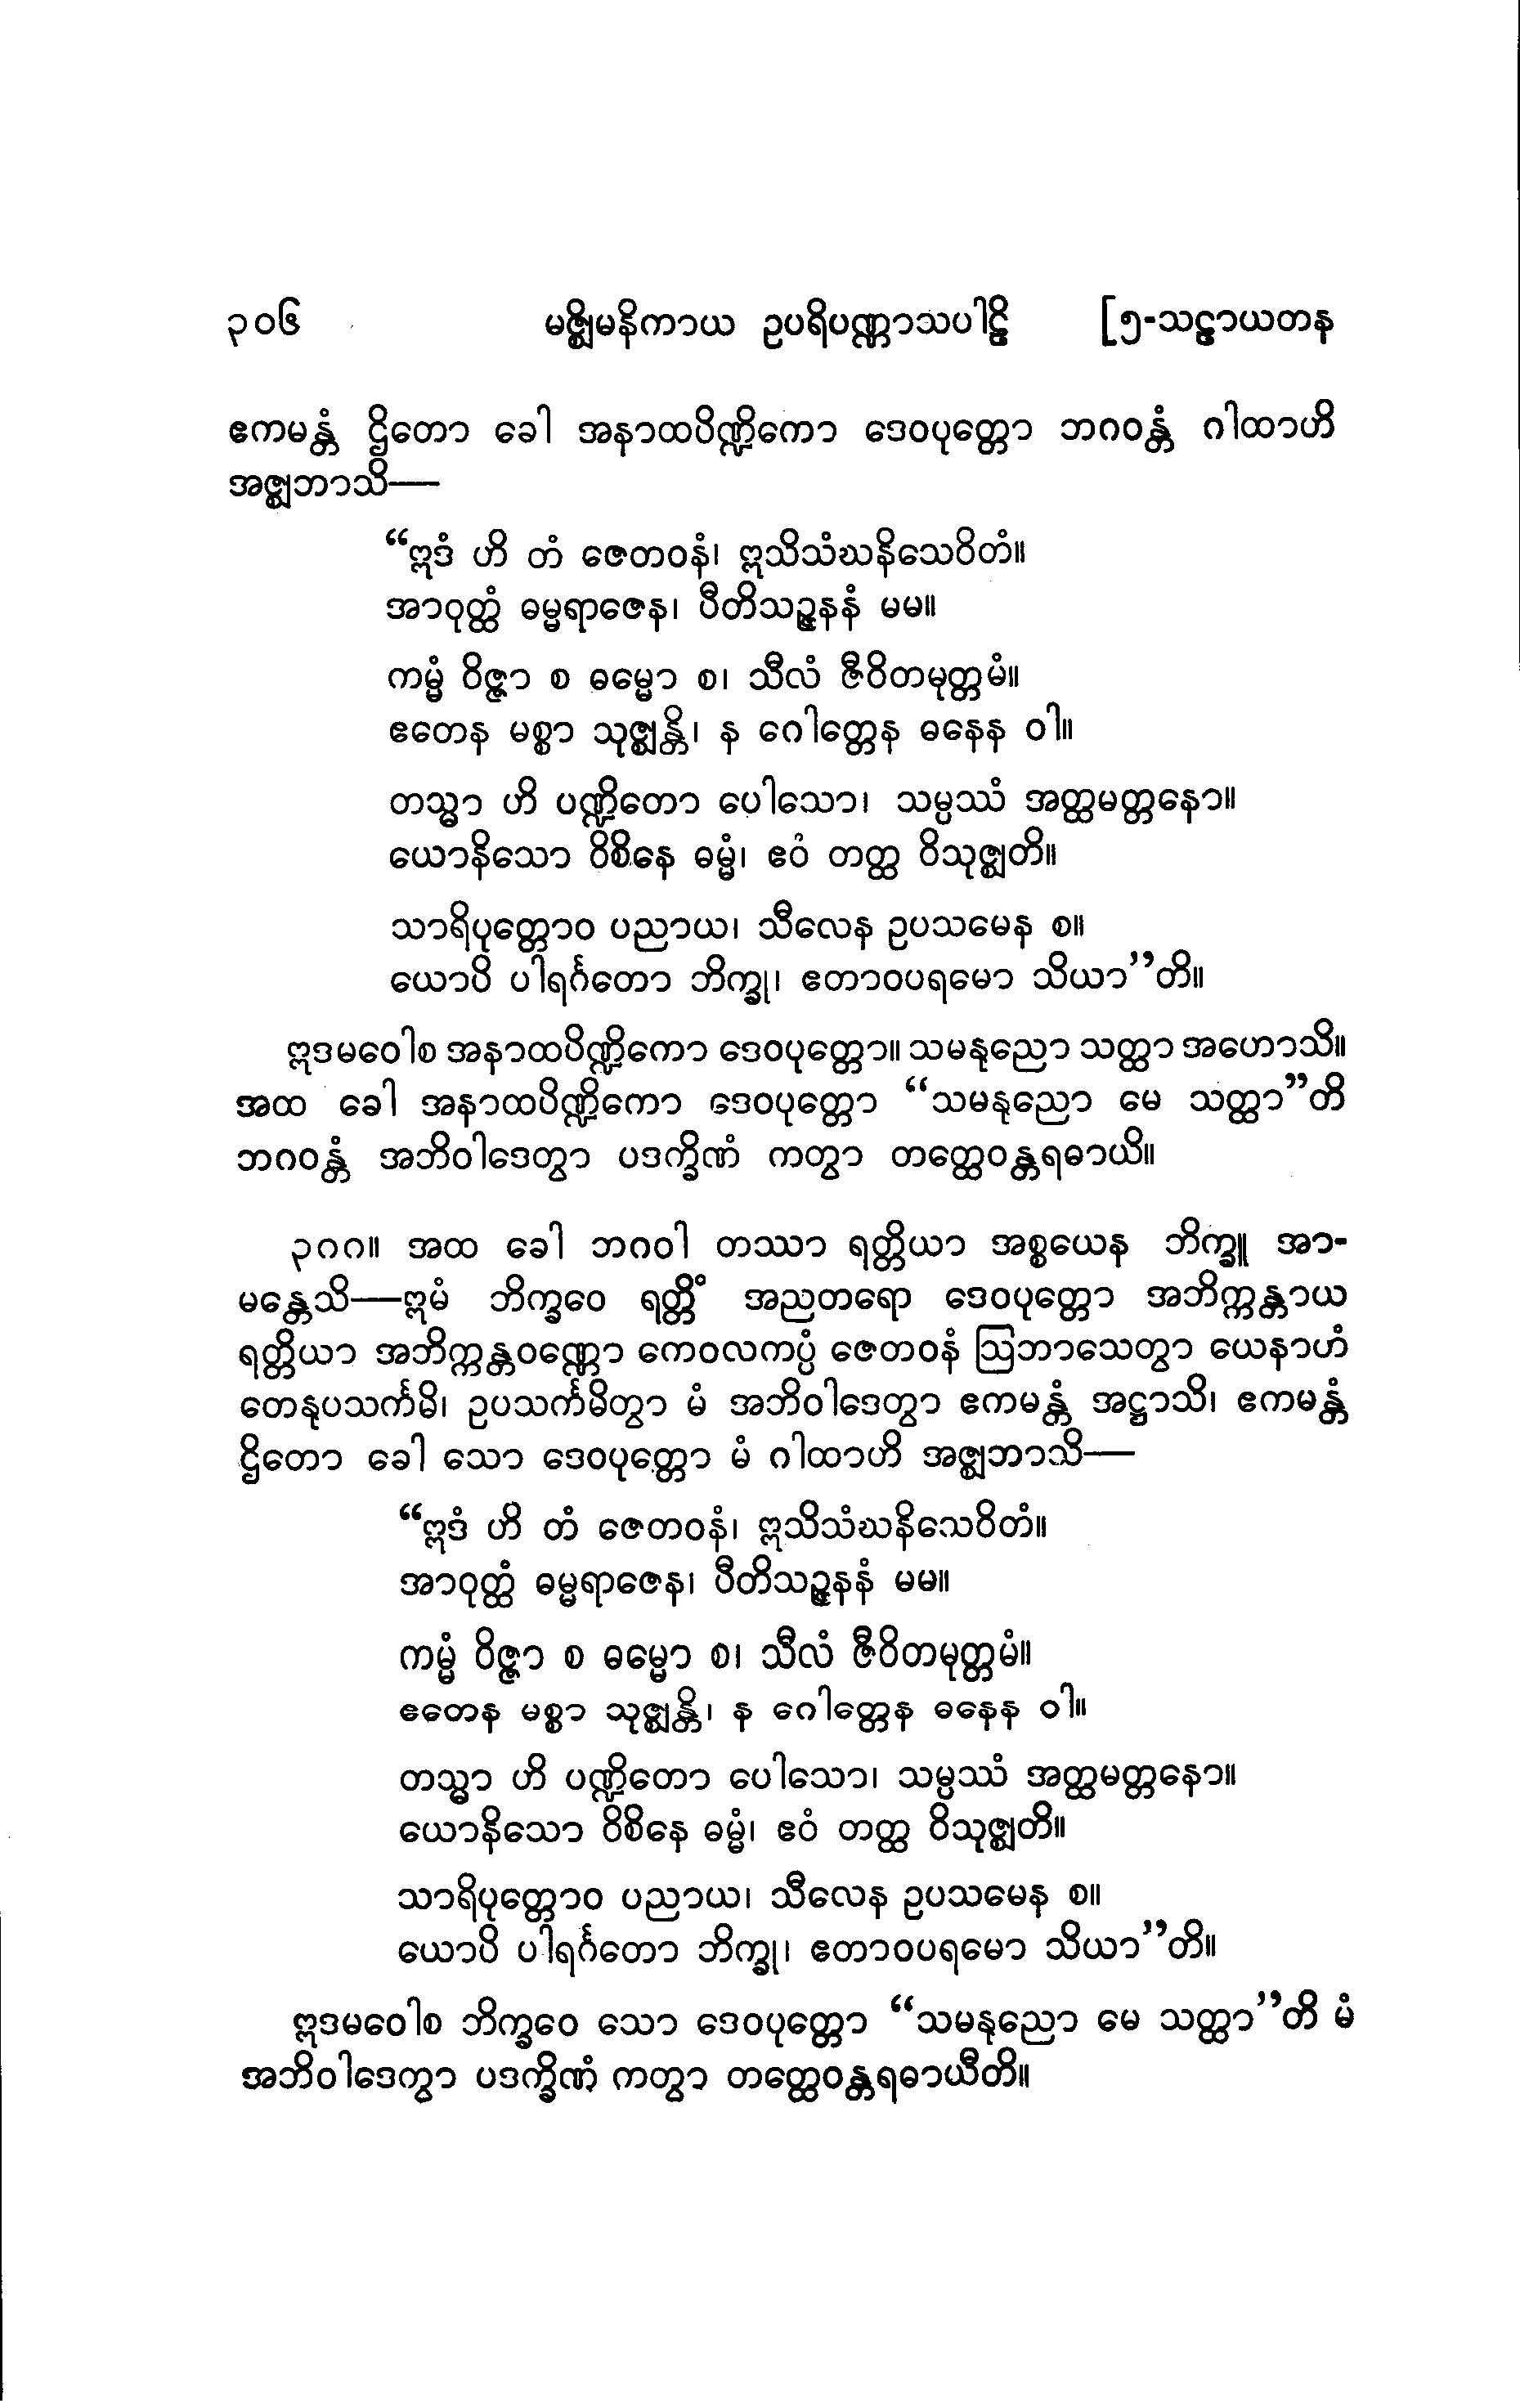 ၃၀၆ မဇ္ဈိမနိကာယ ဥပရိပဏ္ဏာသပါဠိ [၅-သဠာယတန
ဧကမန္တံ ဌိတော ခေါ အနာထပိဏ္ဍိကော ဒေဝပုတ္တော ဘဂဝန္တံ ဂါထာဟိ
အဇ္ဈဘာသိ—
“ဣဒံ ဟိ တံ ဇေတဝနံ၊ ဣသိသံဃနိသေဝိတံ။
အာဝုတ္ထံ ဓမ္မရာဇေန၊ ပီတိသဉ္ဇနနံ မမ။
ကမ္မံ ဝိဇ္ဇာ စ ဓမ္မော စ၊ သီလံ ဇီဝိတမုတ္တမံ။
ဧတေန မစ္စာ သုဇ္ဈန္တိ၊ န ဂေါတ္တေန ဓနေန ဝါ။
တသ္မာ ဟိ ပဏ္ဍိတော ပေါသော၊ သမ္ပဿံ အတ္ထမတ္တနော။
ယောနိသော ဝိစိနေ ဓမ္မံ၊ ဧဝံ တတ္ထ ဝိသုဇ္ဈတိ။
သာရိပုတ္တောဝ ပညာယ၊ သီလေန ဥပသမေန စ။
ယောပိ ပါရင်္ဂတော ဘိက္ခု၊ ဧတာဝပရမော သိယာ”တိ။
ဣဒမဝေါစ အနာထပိဏ္ဍိကော ဒေဝပုတ္တော။ သမနုညော သတ္ထာ အဟောသိ။
အထ ခေါ အနာထပိဏ္ဍိကော ဒေဝပုတ္တော “သမနုညော မေ သတ္ထာ”တိ
ဘဂဝန္တံ အဘိဝါဒေတွာ ပဒက္ခိဏံ ကတွာ တတ္ထေဝန္တရဓာယိ။
၃ဂဂ။ အထ ခေါ ဘဂဝါ တဿာ ရတ္တိယာ အစ္စယေန ဘိက္ခူ အာ-
မန္တေသိ—ဣမံ ဘိက္ခဝေ ရတ္တိံ အညတရော ဒေဝပုတ္တော အဘိက္ကန္တာယ
ရတ္တိယာ အဘိက္ကန္တဝဏ္ဏော ကေဝလကပ္ပံ ဇေတဝနံ ဩဘာသေတွာ ယေနာဟံ
တေနုပသင်္ကမိ၊ ဥပသင်္ကမိတွာ မံ အဘိဝါဒေတွာ ဧကမန္တံ အဋ္ဌာသိ၊ ဧကမန္တံ
ဌိတော ခေါ သော ဒေဝပုတ္တော မံ ဂါထာဟိ အဇ္ဈဘာသိ—
“ဣဒံ ဟိ တံ ဇေတဝနံ၊ ဣသိသံဃနိသေဝိတံ။
အာဝုတ္ထံ ဓမ္မရာဇေန၊ ပီတိသဉ္ဇနနံ မမ။
ကမ္မံ ဝိဇ္ဇာ စ ဓမ္မော စ၊ သီလံ ဇီဝိတမုတ္တမံ။
ဧတေန မစ္စာ သုဇ္ဈန္တိ၊ န ဂေါတ္တေန ဓနေန ဝါ။
တသ္မာ ဟိ ပဏ္ဍိတော ပေါသော၊ သမ္ပဿံ အတ္ထမတ္တနော။
ယောနိသော ဝိစိနေ ဓမ္မံ၊ ဧဝံ တတ္ထ ဝိသုဇ္ဈတိ။
သာရိပုတ္တောဝ ပညာယ၊ သီလေန ဥပသမေန စ။
ယောပိ ပါရင်္ဂတော ဘိက္ခု၊ ဧတာဝပရမော သိယာ”တိ။
ဣဒမဝေါစ ဘိက္ခဝေ သော ဒေဝပုတ္တော “သမနုညော မေ သတ္ထာ”တိ မံ
အဘိဝါဒေတွာ ပဒက္ခိဏံ ကတွာ တတ္ထေဝန္တရဓာယီတိ။